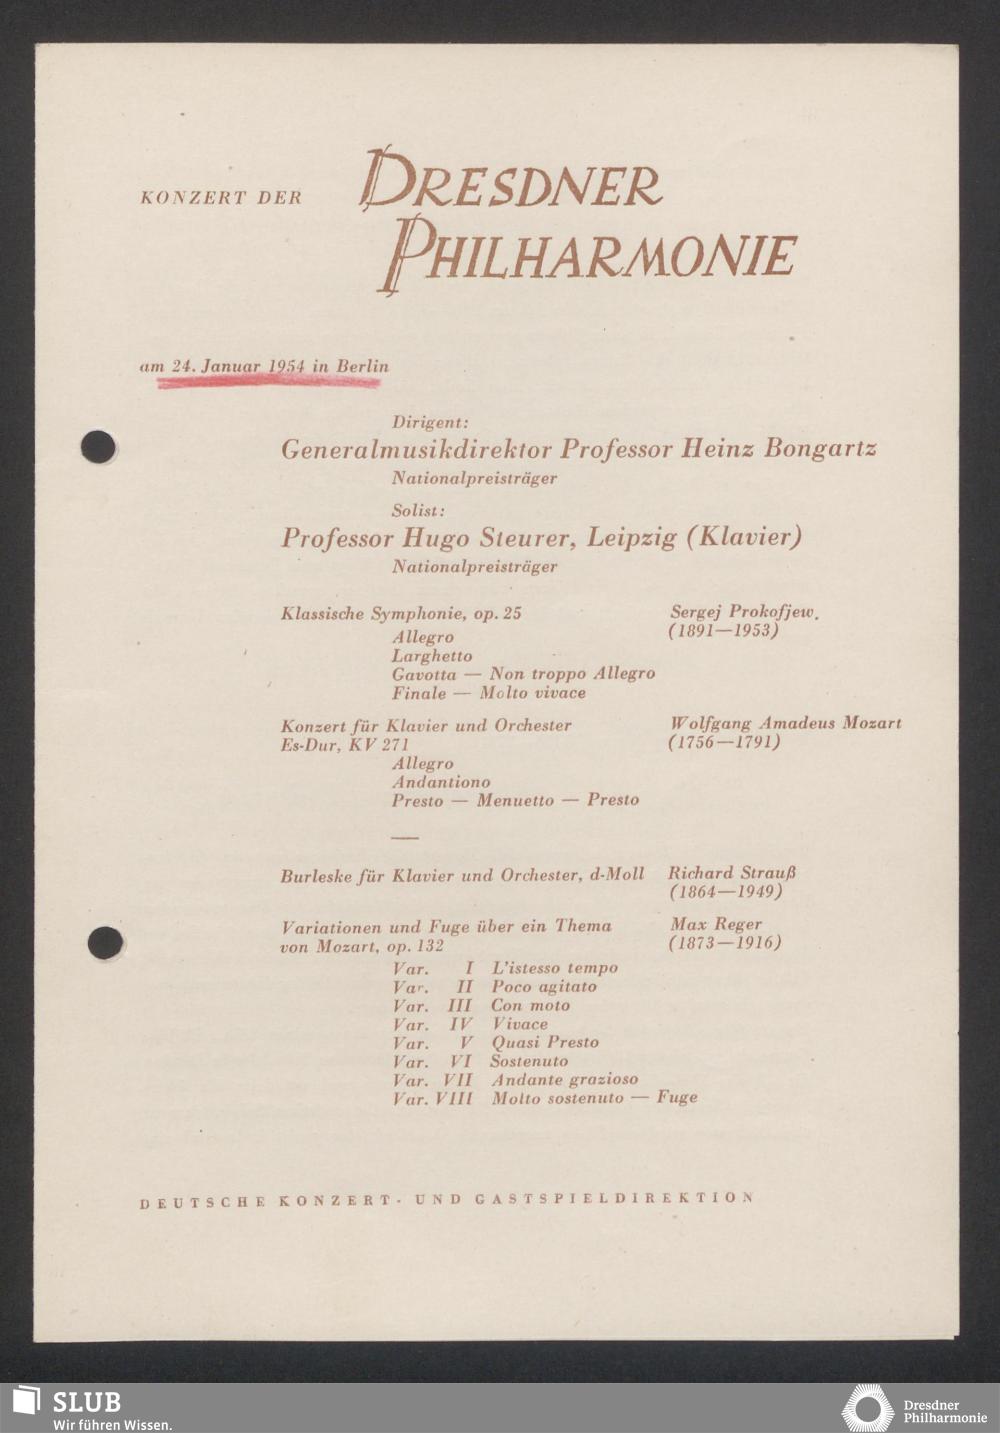 KONZERT DER DRESDNER
PHILHARMONIE
am 24. Januar 1954 in Berlin
Dirigent:
Generalmusikdirektor Professor Heinz Bongartz
Nationalpreisträger
Solist:
Professor Hugo Steurer, Leipzig (Klavier)
Nationalpreisträger
Klassische Symphonie, op. 25 Sergej Prokofjew.
(1891—1953)
Allegro
Larghetto
Gavotta — Non troppo Allegro
Finale — Molto vivace
Konzert für Klavier und Orchester Wolfgang Amadeus Mozart
Es-Dur, KV 271 (1756—1791)
Allegro
Andantiono
Presto — Menuetto — Presto
Burleske für Klavier und Orchester, d-Moll Richard Strauß
(1864—1949)
Variationen und Fuge über ein Thema Max Reger
von Mozart, op. 132 (1873—1916)
Var. I L'istesso tempo
Var. II Poco agitato
Var. III Con moto
Var. IV Vivace
Var. V Quasi Presto
Var. VI Sostenuto
Var. VII Andante grazioso
Var. VIII Molto sostenuto — Fuge
DEUTSCHE KONZERT- UND GASTSPIELDIREKTION
SLUB
Wir führen Wissen.
Dresdner
Philharmonie